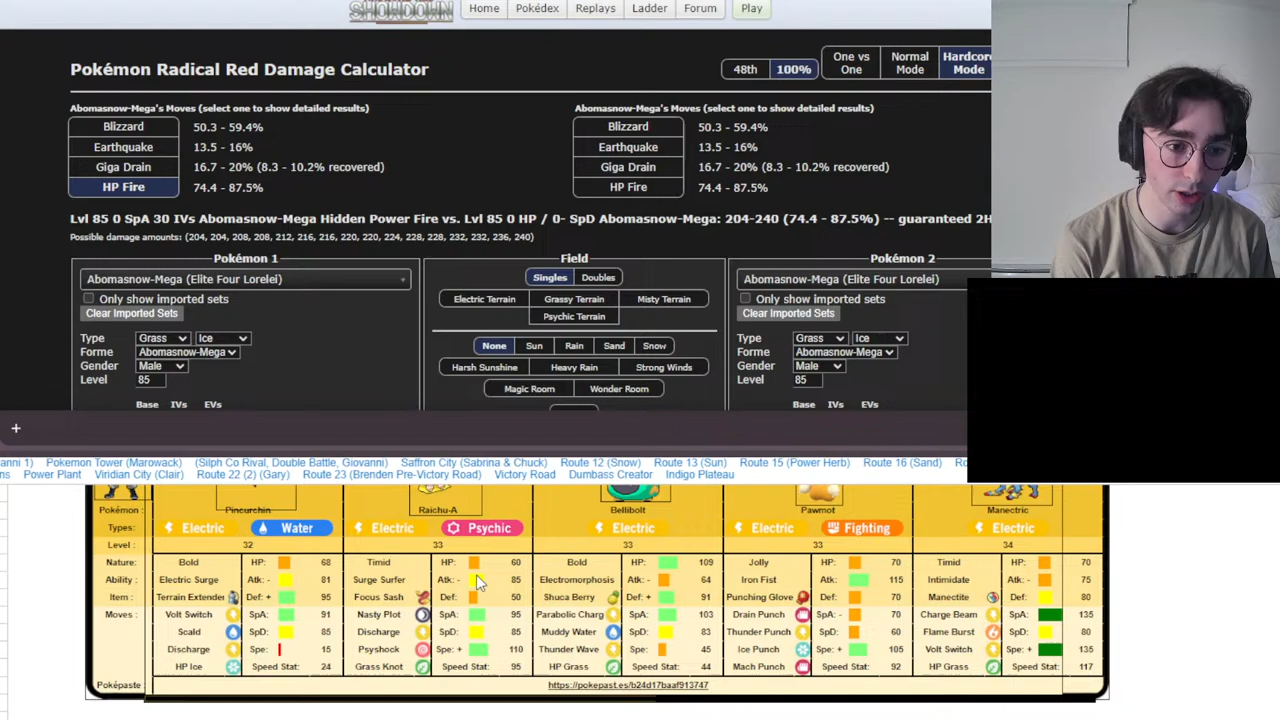 SHOWDOWN Home Pokédex Replays Ladder Forum Play
Pokémon Radical Red Damage Calculator
48th 100% One vs One Normal Mode Hardcore Mode
Abomasnow-Mega's Moves (select one to show detailed results) Abomasnow-Mega's Moves (select one to show detailed results)
Blizzard 50.3 - 59.4% Blizzard 50.3 - 59.4%
Earthquake 13.5 - 16% Earthquake 13.5 - 16%
Giga Drain 16.7 - 20% (8.3 - 10.2% recovered) Giga Drain 16.7 - 20% (8.3 - 10.2% recovered)
HP Fire 74.4 - 87.5% HP Fire 74.4 - 87.5%
Lvl 85 0 SpA 30 IVs Abomasnow-Mega Hidden Power Fire vs. Lvl 85 0 HP / 0- SpD Abomasnow-Mega: 204-240 (74.4 - 87.5%) -- guaranteed 2H
Possible damage amounts: (204, 204, 208, 208, 212, 216, 216, 220, 220, 224, 228, 228, 232, 232, 236, 240)
Pokémon 1 Field Pokémon 2
Abomasnow-Mega (Elite Four Lorelei) Singles Doubles Abomasnow-Mega (Elite Four Lorelei)
Only show imported sets Electric Terrain Grassy Terrain Misty Terrain Only show imported sets
Clear Imported Sets Psychic Terrain Clear Imported Sets
Type Grass Ice None Sun Rain Sand Snow Type Grass Ice
Forme Abomasnow-Mega Forme Abomasnow-Mega
Gender Male Harsh Sunshine Heavy Rain Strong Winds Gender Male
Level 85 Magic Room Wonder Room Level 85
Base IVs EVs Base IVs EVs
+
anni 1) Pokemon Tower (Marowack) (Silph Co Rival, Double Battle, Giovanni) Saffron City (Sabrina & Chuck) Route 12 (Snow) Route 13 (Sun) Route 15 (Power Herb) Route 16 (Sand)
ns Power Plant Viridian City (Clair) Route 22 (2) (Gary) Route 23 (Brenden Pre-Victory Road) Victory Road Dumbass Creator Indigo Plateau
Pokémon: Pincurchin Raichu-A Bellibolt Pawmot Manectric
Types: Electric Water Electric Psychic Electric Electric Fighting Electric
Level: 32 33 33 33 34
Nature: Bold HP: 68 Timid HP: 60 Bold HP: 109 Jolly HP: 70 Timid HP: 70
Ability: Electric Surge Atk: - 81 Surge Surfer Atk: - 85 Electromorphosis Atk: - 64 Iron Fist Atk: 115 Intimidate Atk: - 75
Item: Terrain Extender Def: + 95 Focus Sash Def: 50 Shuca Berry Def: + 91 Punching Glove Def: 70 Manectite Def: 80
Moves: Volt Switch SpA: 91 Nasty Plot SpA: 95 Parabolic Charg SpA: 103 Drain Punch SpA: - 70 Charge Beam SpA: 135
Scald SpD: 85 Discharge SpD: 85 Muddy Water SpD: 83 Thunder Punch SpD: 60 Flame Burst SpD: 80
Discharge Spe: 15 Psyshock Spe: + 110 Thunder Wave Spe: 45 Ice Punch Spe: + 105 Volt Switch Spe: + 135
HP Ice Speed Stat: 24 Grass Knot Speed Stat: 95 HP Grass Speed Stat: 44 Mach Punch Speed Stat: 92 HP Grass Speed Stat: 117
Poképaste: https://pokepast.es/b24d17baaf913747